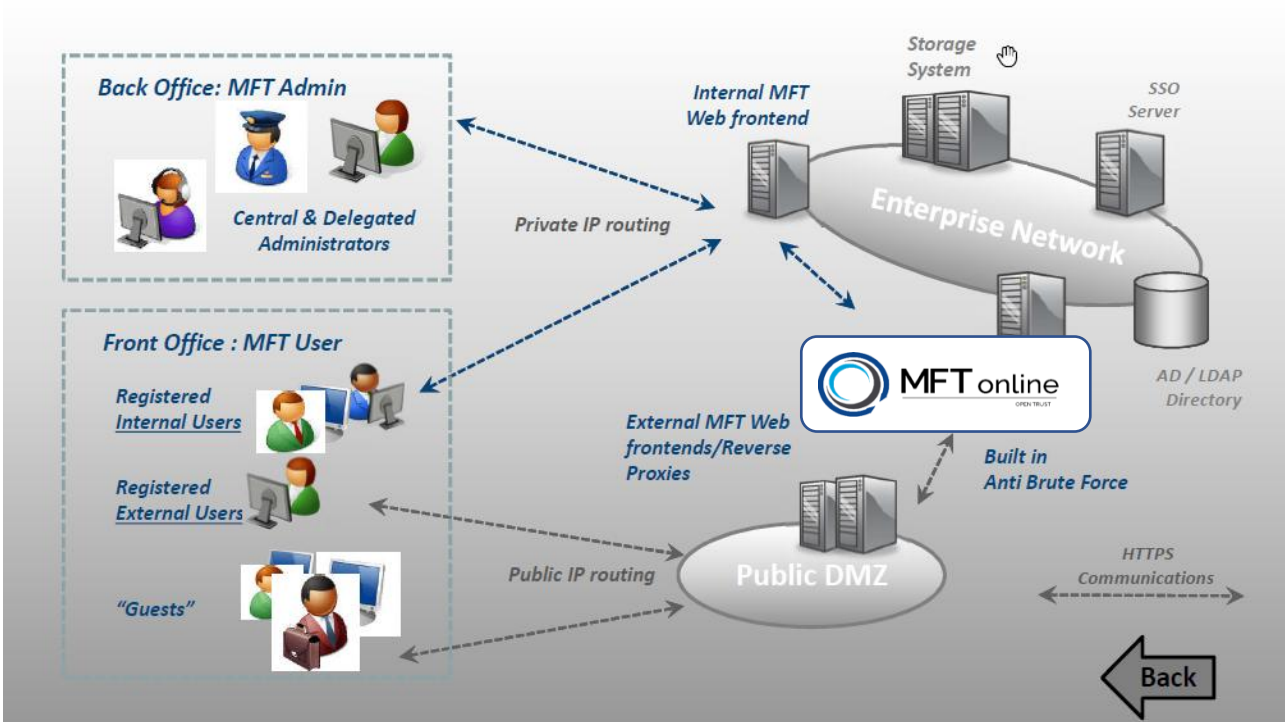 Back Office: MFT Admin
Central & Delegated
Administrators
Front Office : MFT User
Registered
Internal Users
Registered
External Users
“Guests”
Private IP routing
Public IP routing
Internal MFT
Web frontend
Storage
System
SSO
Server
Enterprise Network
AD / LDAP
Directory
MFT online
OPEN TRUST
External MFT Web
frontends/Reverse
Proxies
Built in
Anti Brute Force
Public DMZ
HTTPS
Communications
Back